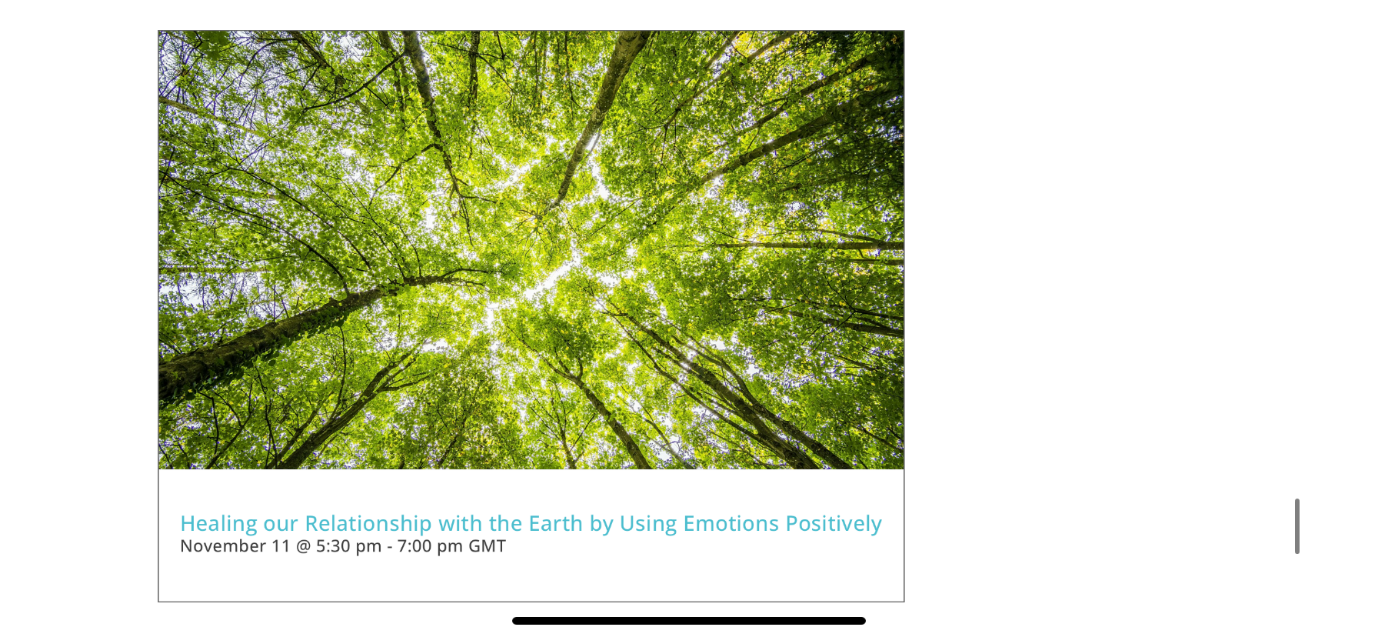 Healing our Relationship with the Earth by Using Emotions Positively
November 11 @ 5:30 pm - 7:00 pm GMT